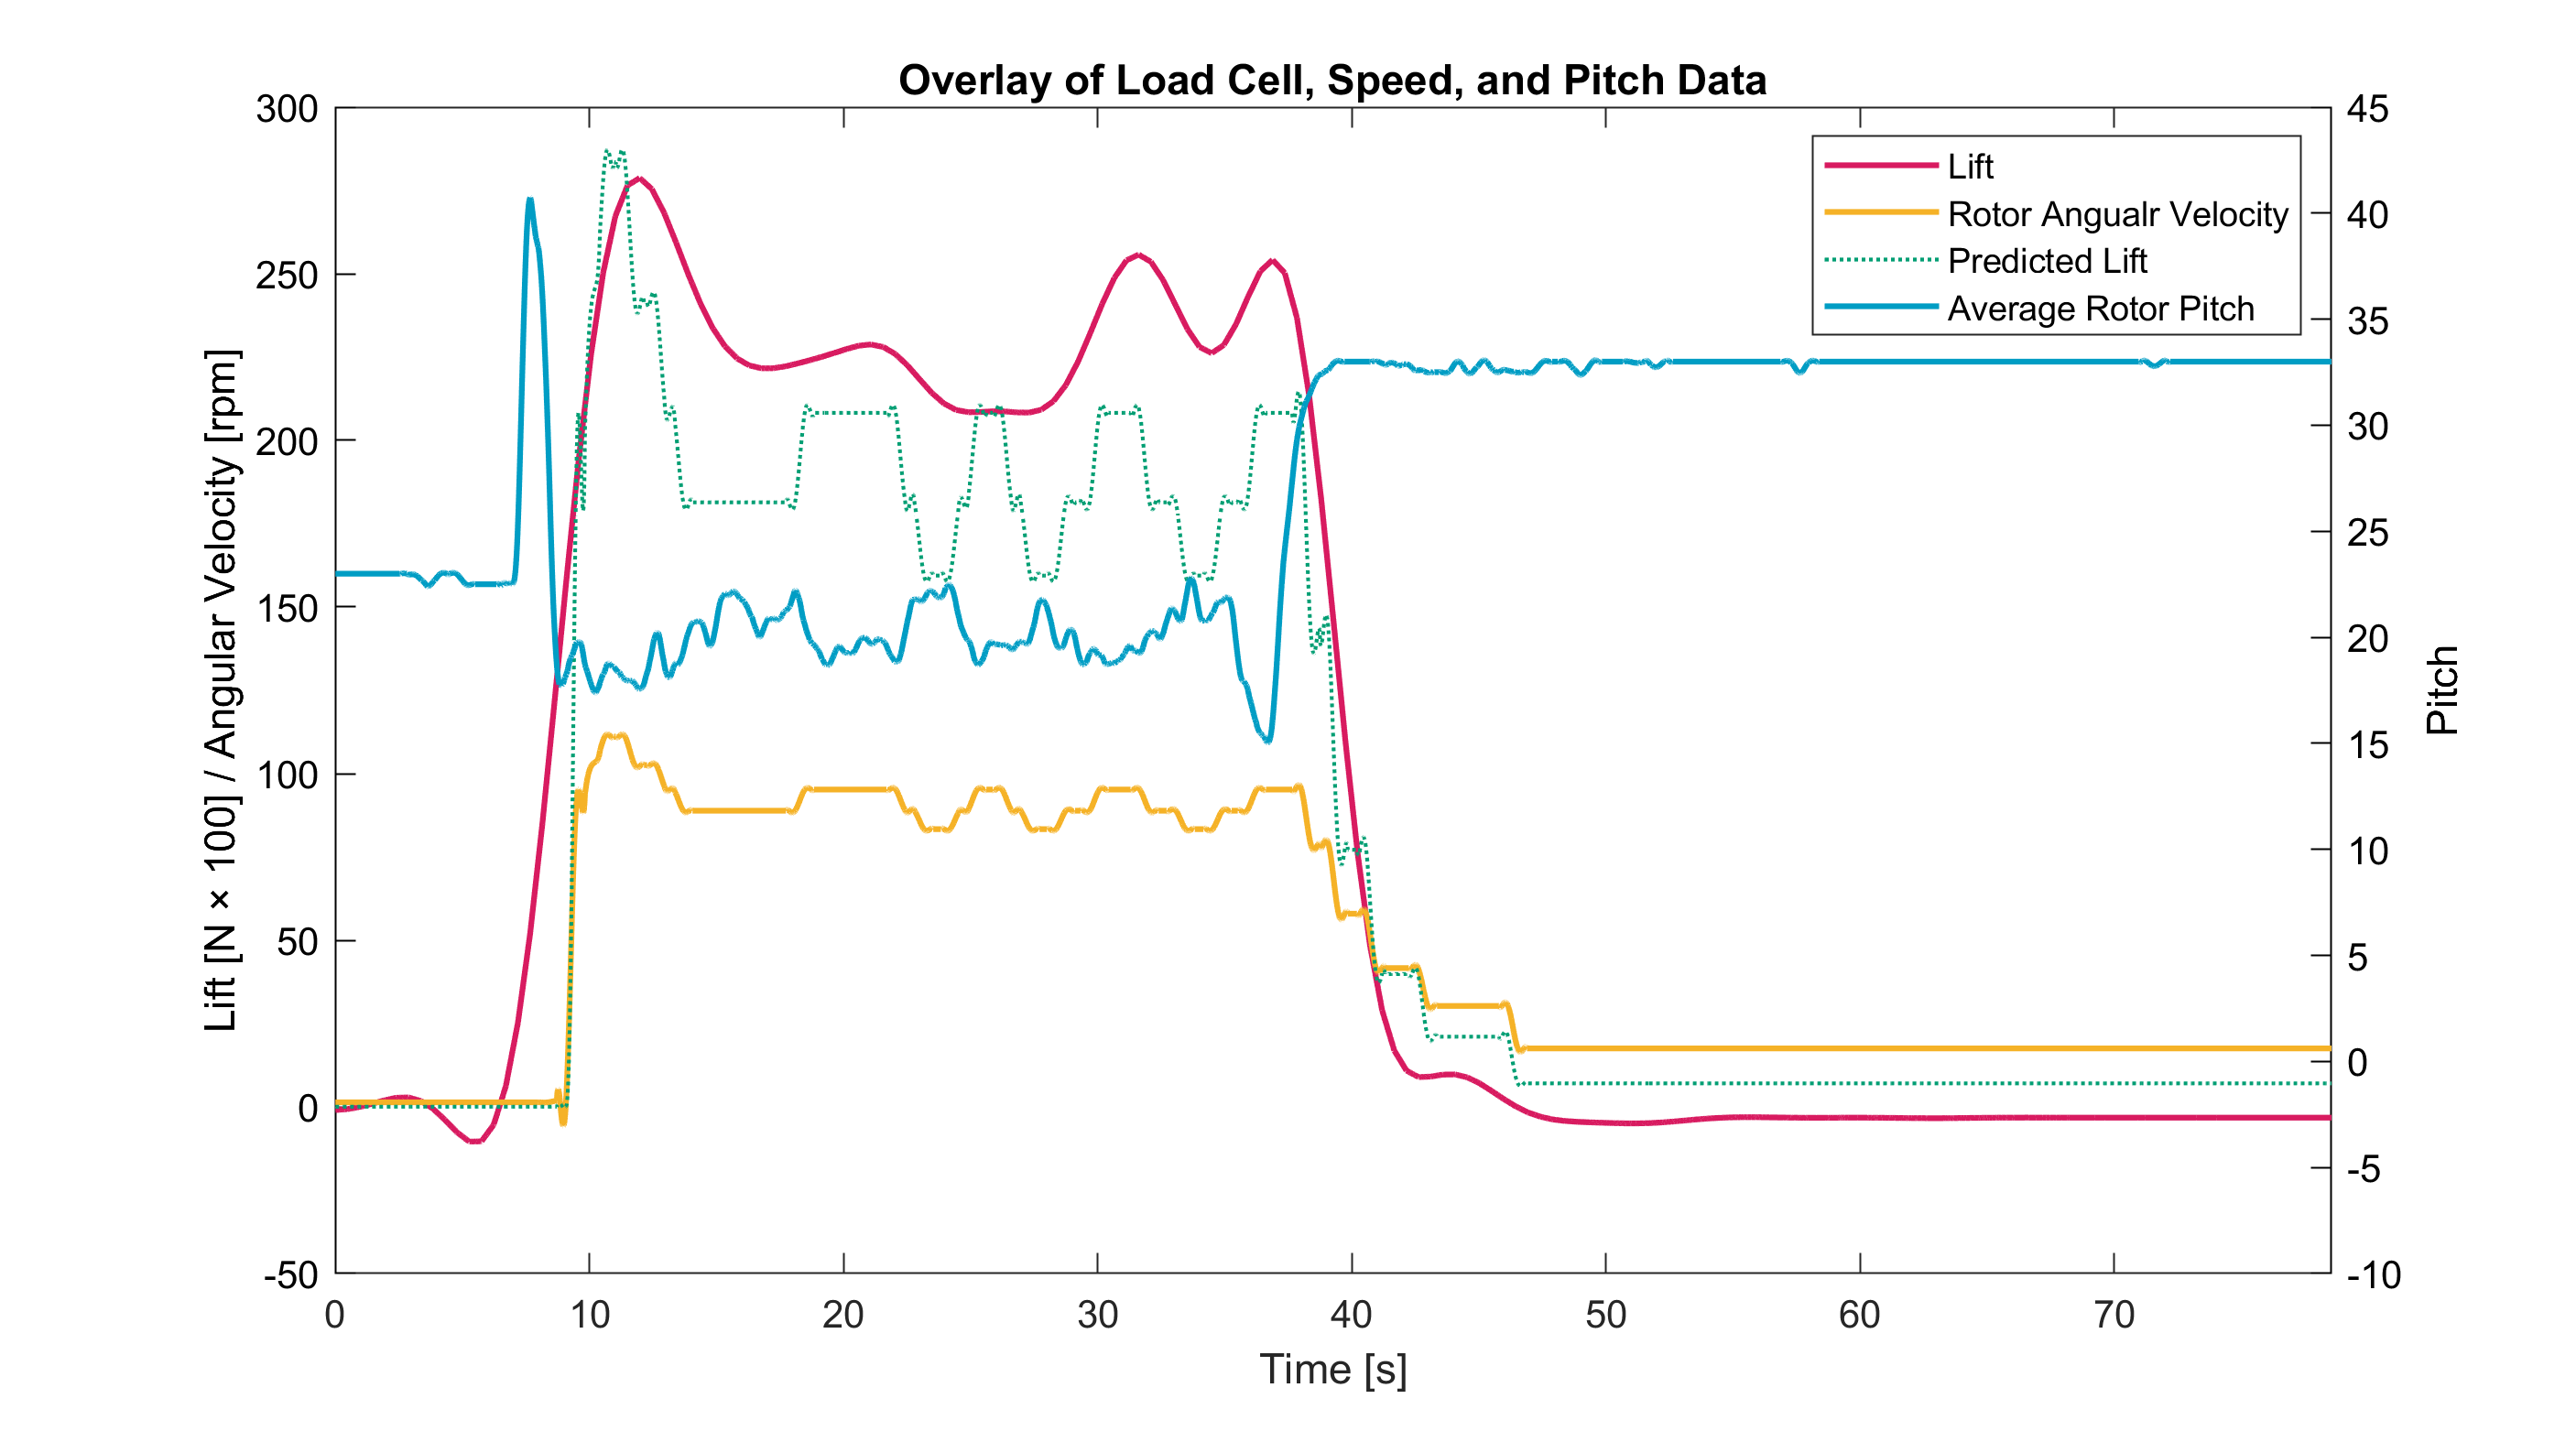 Overlay of Load Cell, Speed, and Pitch Data
Lift
Rotor Angualr Velocity
Predicted Lift
Average Rotor Pitch
300
250
200
150
100
50
0
-50
Lift [N × 100] / Angular Velocity [rpm]
45
40
35
30
25
20
15
10
5
0
-5
-10
Pitch
0 10 20 30 40 50 60 70
Time [s]